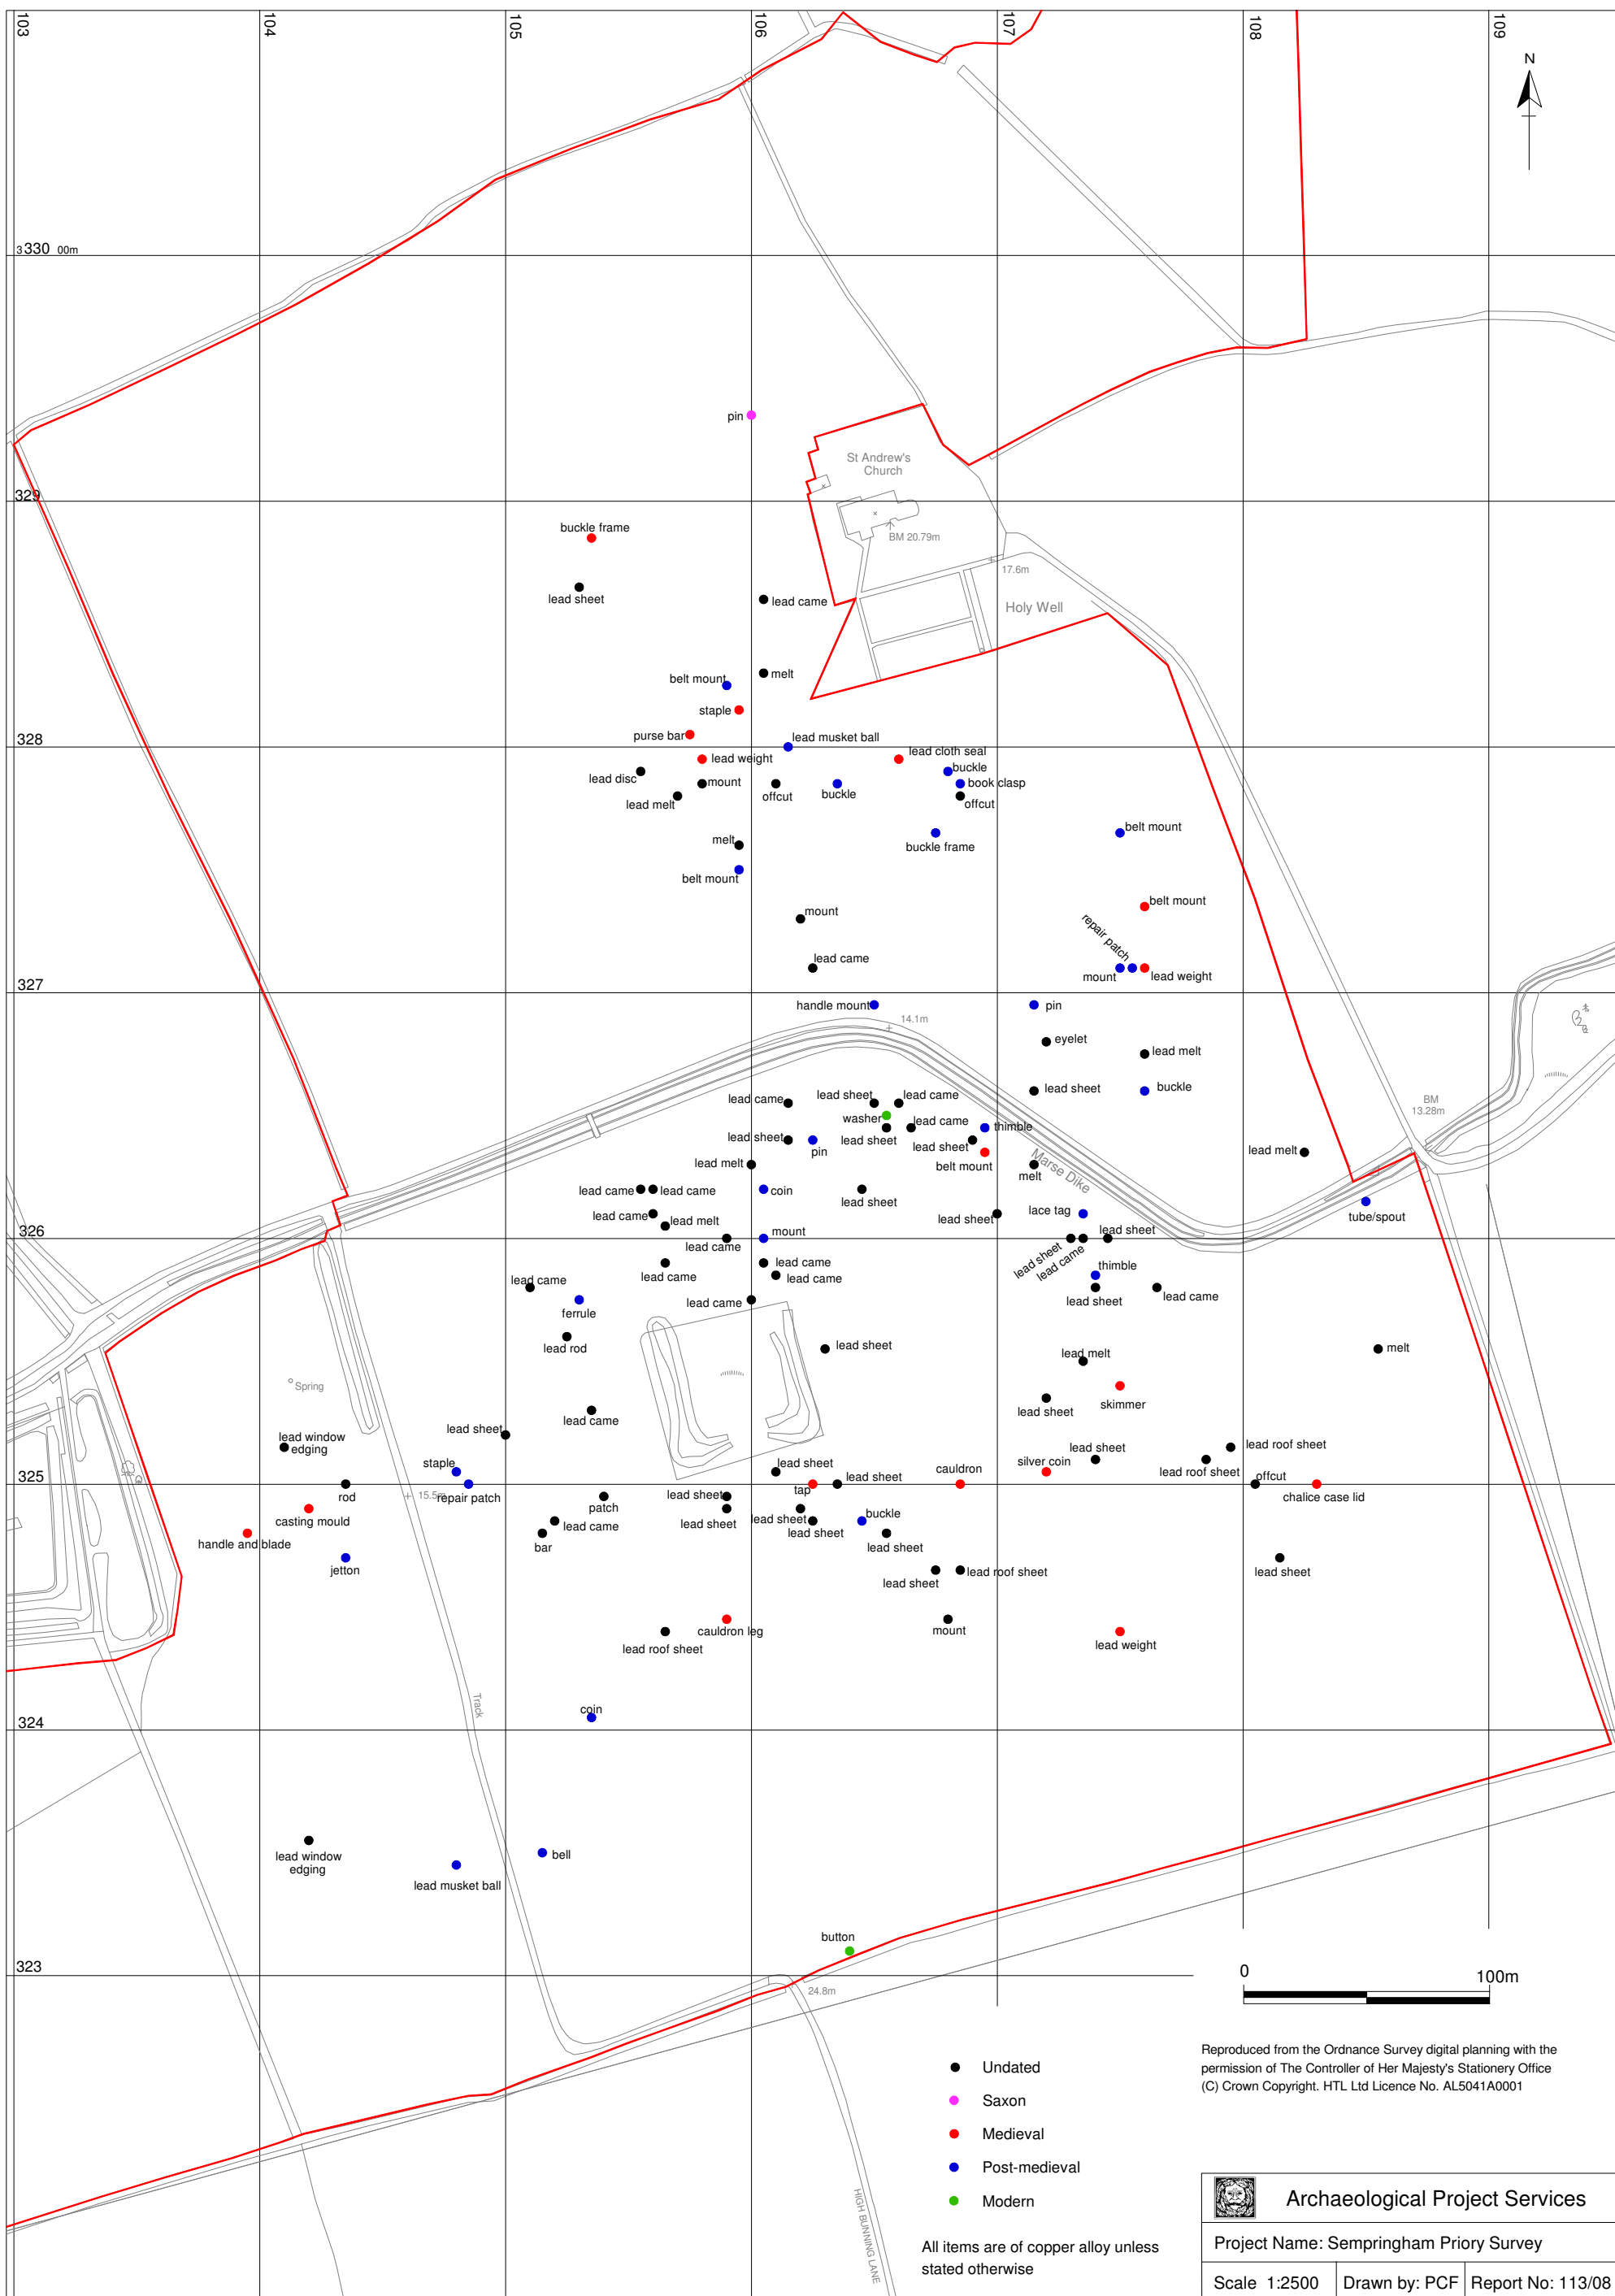 103
104
105
106
107
108
109
N
3330 00m
pin
St Andrew's
Church
329
buckle frame
BM 20.79m
17.6m
lead sheet
lead came
Holy Well
melt
belt mount
staple
purse bar
lead musket ball
328
lead weight
lead cloth seal
lead disc
buckle
mount
book clasp
lead melt
offcut
buckle
offcut
belt mount
melt
buckle frame
belt mount
belt mount
mount
repair patch
lead came
mount
lead weight
327
handle mount
pin
14.1m
eyelet
lead melt
lead sheet
buckle
lead came
lead sheet
lead came
BM
13.28m
washer
lead came
thimble
lead sheet
pin
lead sheet
lead sheet
lead melt
belt mount
Marse Dike
melt
lead melt
lead came
lead came
coin
lead sheet
lead came
lead melt
lead sheet
lace tag
tube/spout
326
lead came
mount
lead sheet
lead came
lead sheet
lead came
lead came
lead came
thimble
lead came
ferrule
lead came
lead sheet
lead came
lead rod
lead sheet
lead melt
melt
Spring
skimmer
lead came
lead sheet
lead window
edging
lead sheet
lead sheet
lead roof sheet
staple
lead sheet
silver coin
lead roof sheet
325
rod
15.5m
repair patch
lead sheet
cauldron
offcut
chalice case lid
tap
casting mould
patch
lead sheet
lead sheet
lead sheet
buckle
handle and blade
lead came
bar
lead sheet
lead sheet
jetton
lead sheet
lead roof sheet
lead sheet
cauldron leg
mount
lead roof sheet
lead weight
Track
coin
324
lead window
edging
bell
lead musket ball
button
323
24.8m
0
100m
HIGH BUNNING LANE
Undated
Saxon
Medieval
Post-medieval
Modern
All items are of copper alloy unless
stated otherwise
Reproduced from the Ordnance Survey digital planning with the
permission of The Controller of Her Majesty's Stationery Office
(C) Crown Copyright. HTL Ltd Licence No. AL5041A0001
Archaeological Project Services
Project Name: Sempringham Priory Survey
Scale 1:2500
Drawn by: PCF
Report No: 113/08